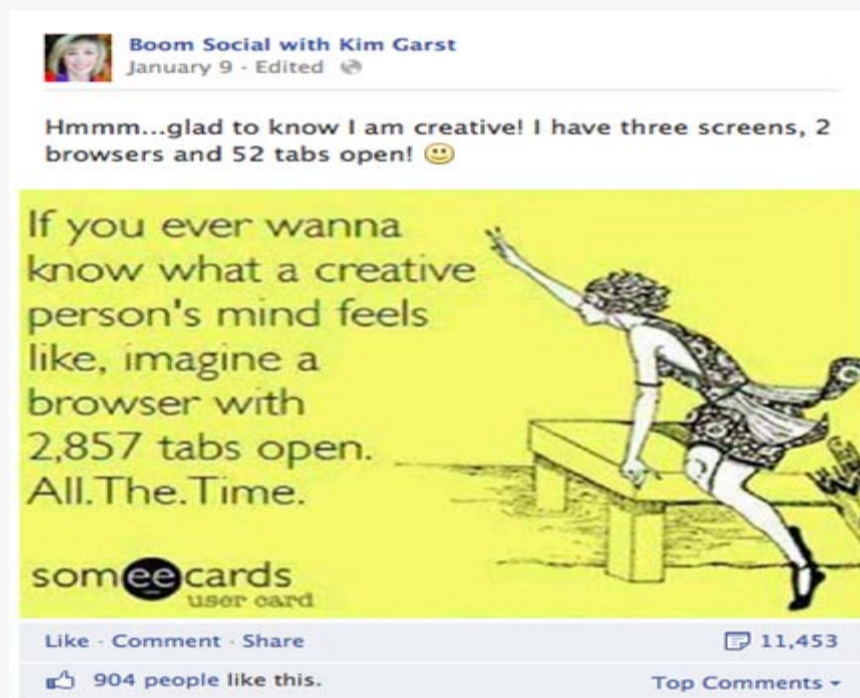 Boom Social with Kim Garst
January 9 · Edited
Hmmm...glad to know I am creative! I have three screens, 2
browsers and 52 tabs open!
If you ever wanna
know what a creative
person's mind feels
like, imagine a
browser with
2,857 tabs open.
All.The.Time.
someecards
user card
Like · Comment · Share 11,453
904 people like this. Top Comments